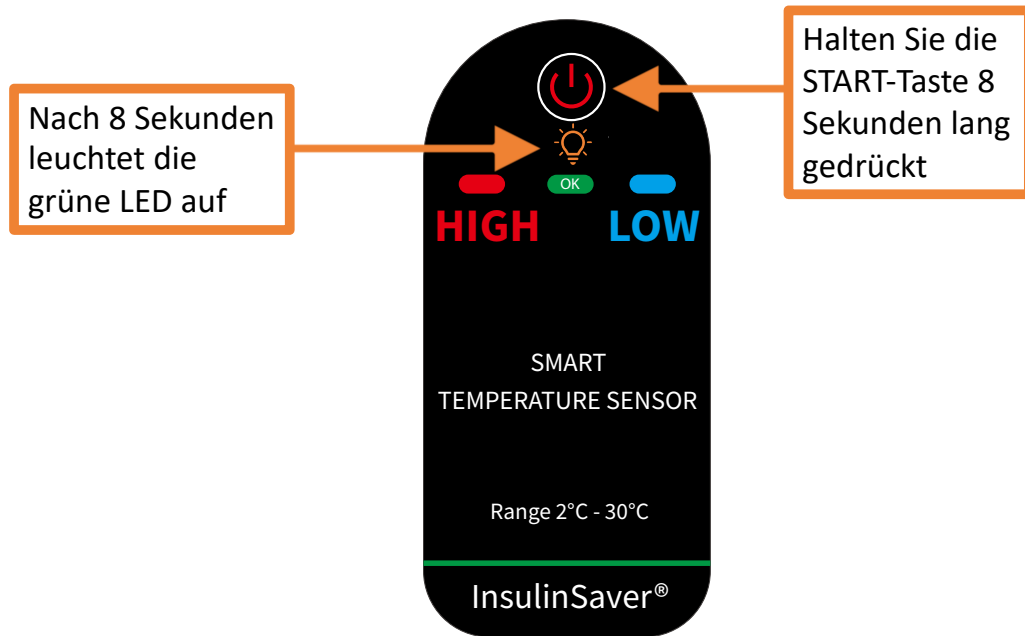 Halten Sie die
START-Taste 8
Sekunden lang
gedrückt
Nach 8 Sekunden
leuchtet die
grüne LED auf
OK
HIGH
LOW
SMART
TEMPERATURE SENSOR
Range 2°C - 30°C
InsulinSaver®